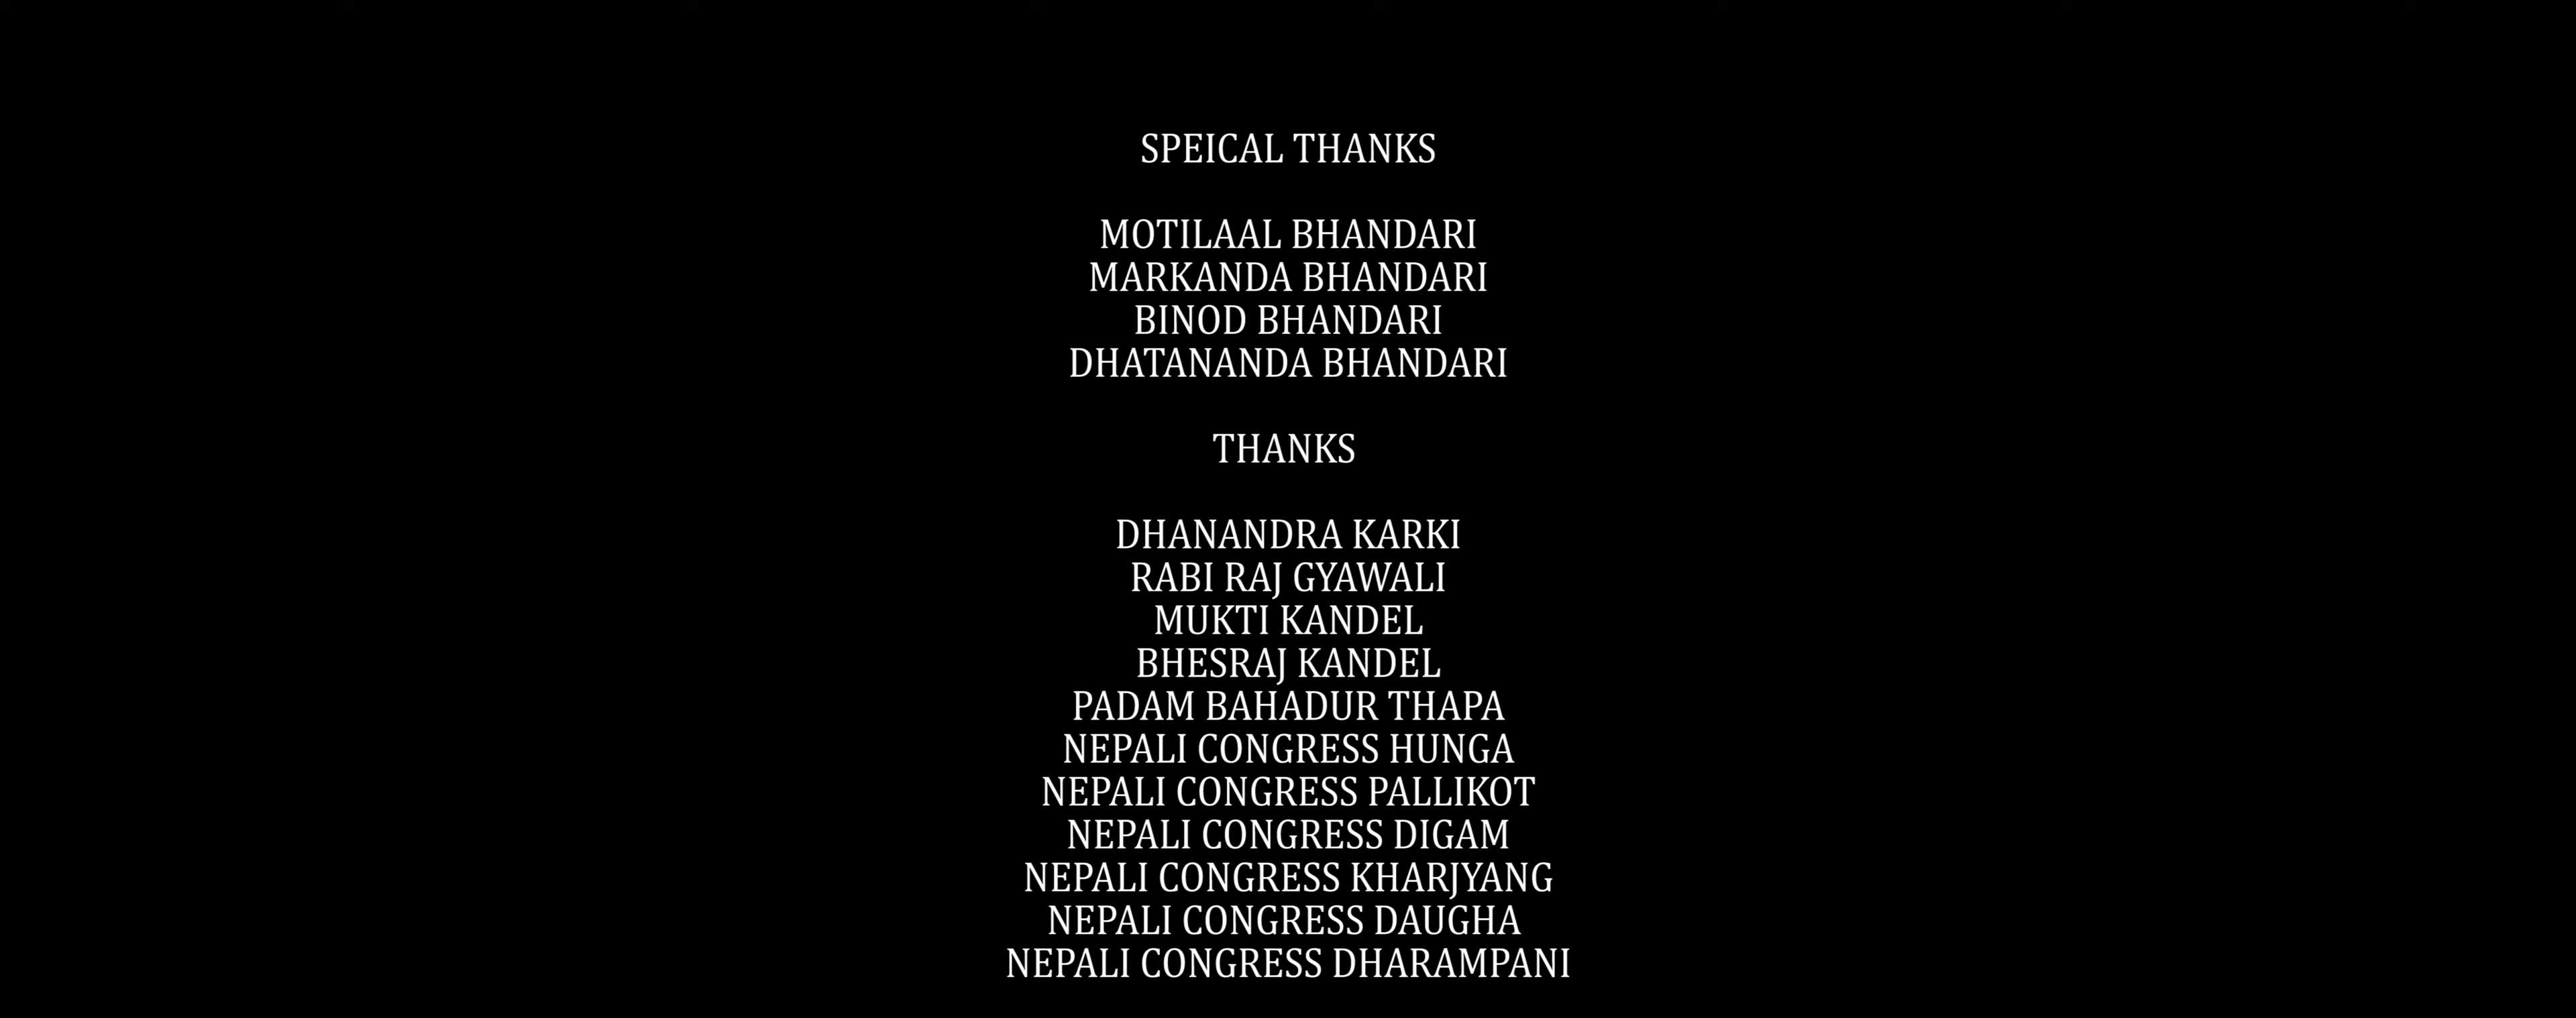 SPEICAL THANKS
MOTILAAL BHANDARI
MARKANDA BHANDARI
BINOD BHANDARI
DHATANANDA BHANDARI
THANKS
DHANANDRA KARKI
RABI RAJ GYAWALI
MUKTI KANDEL
BHESRAJ KANDEL
PADAM BAHADUR THAPA
NEPALI CONGRESS HUNGA
NEPALI CONGRESS PALLIKOT
NEPALI CONGRESS DIGAM
NEPALI CONGRESS KHARJYANG
NEPALI CONGRESS DAUGHA
NEPALI CONGRESS DHARAMPANI